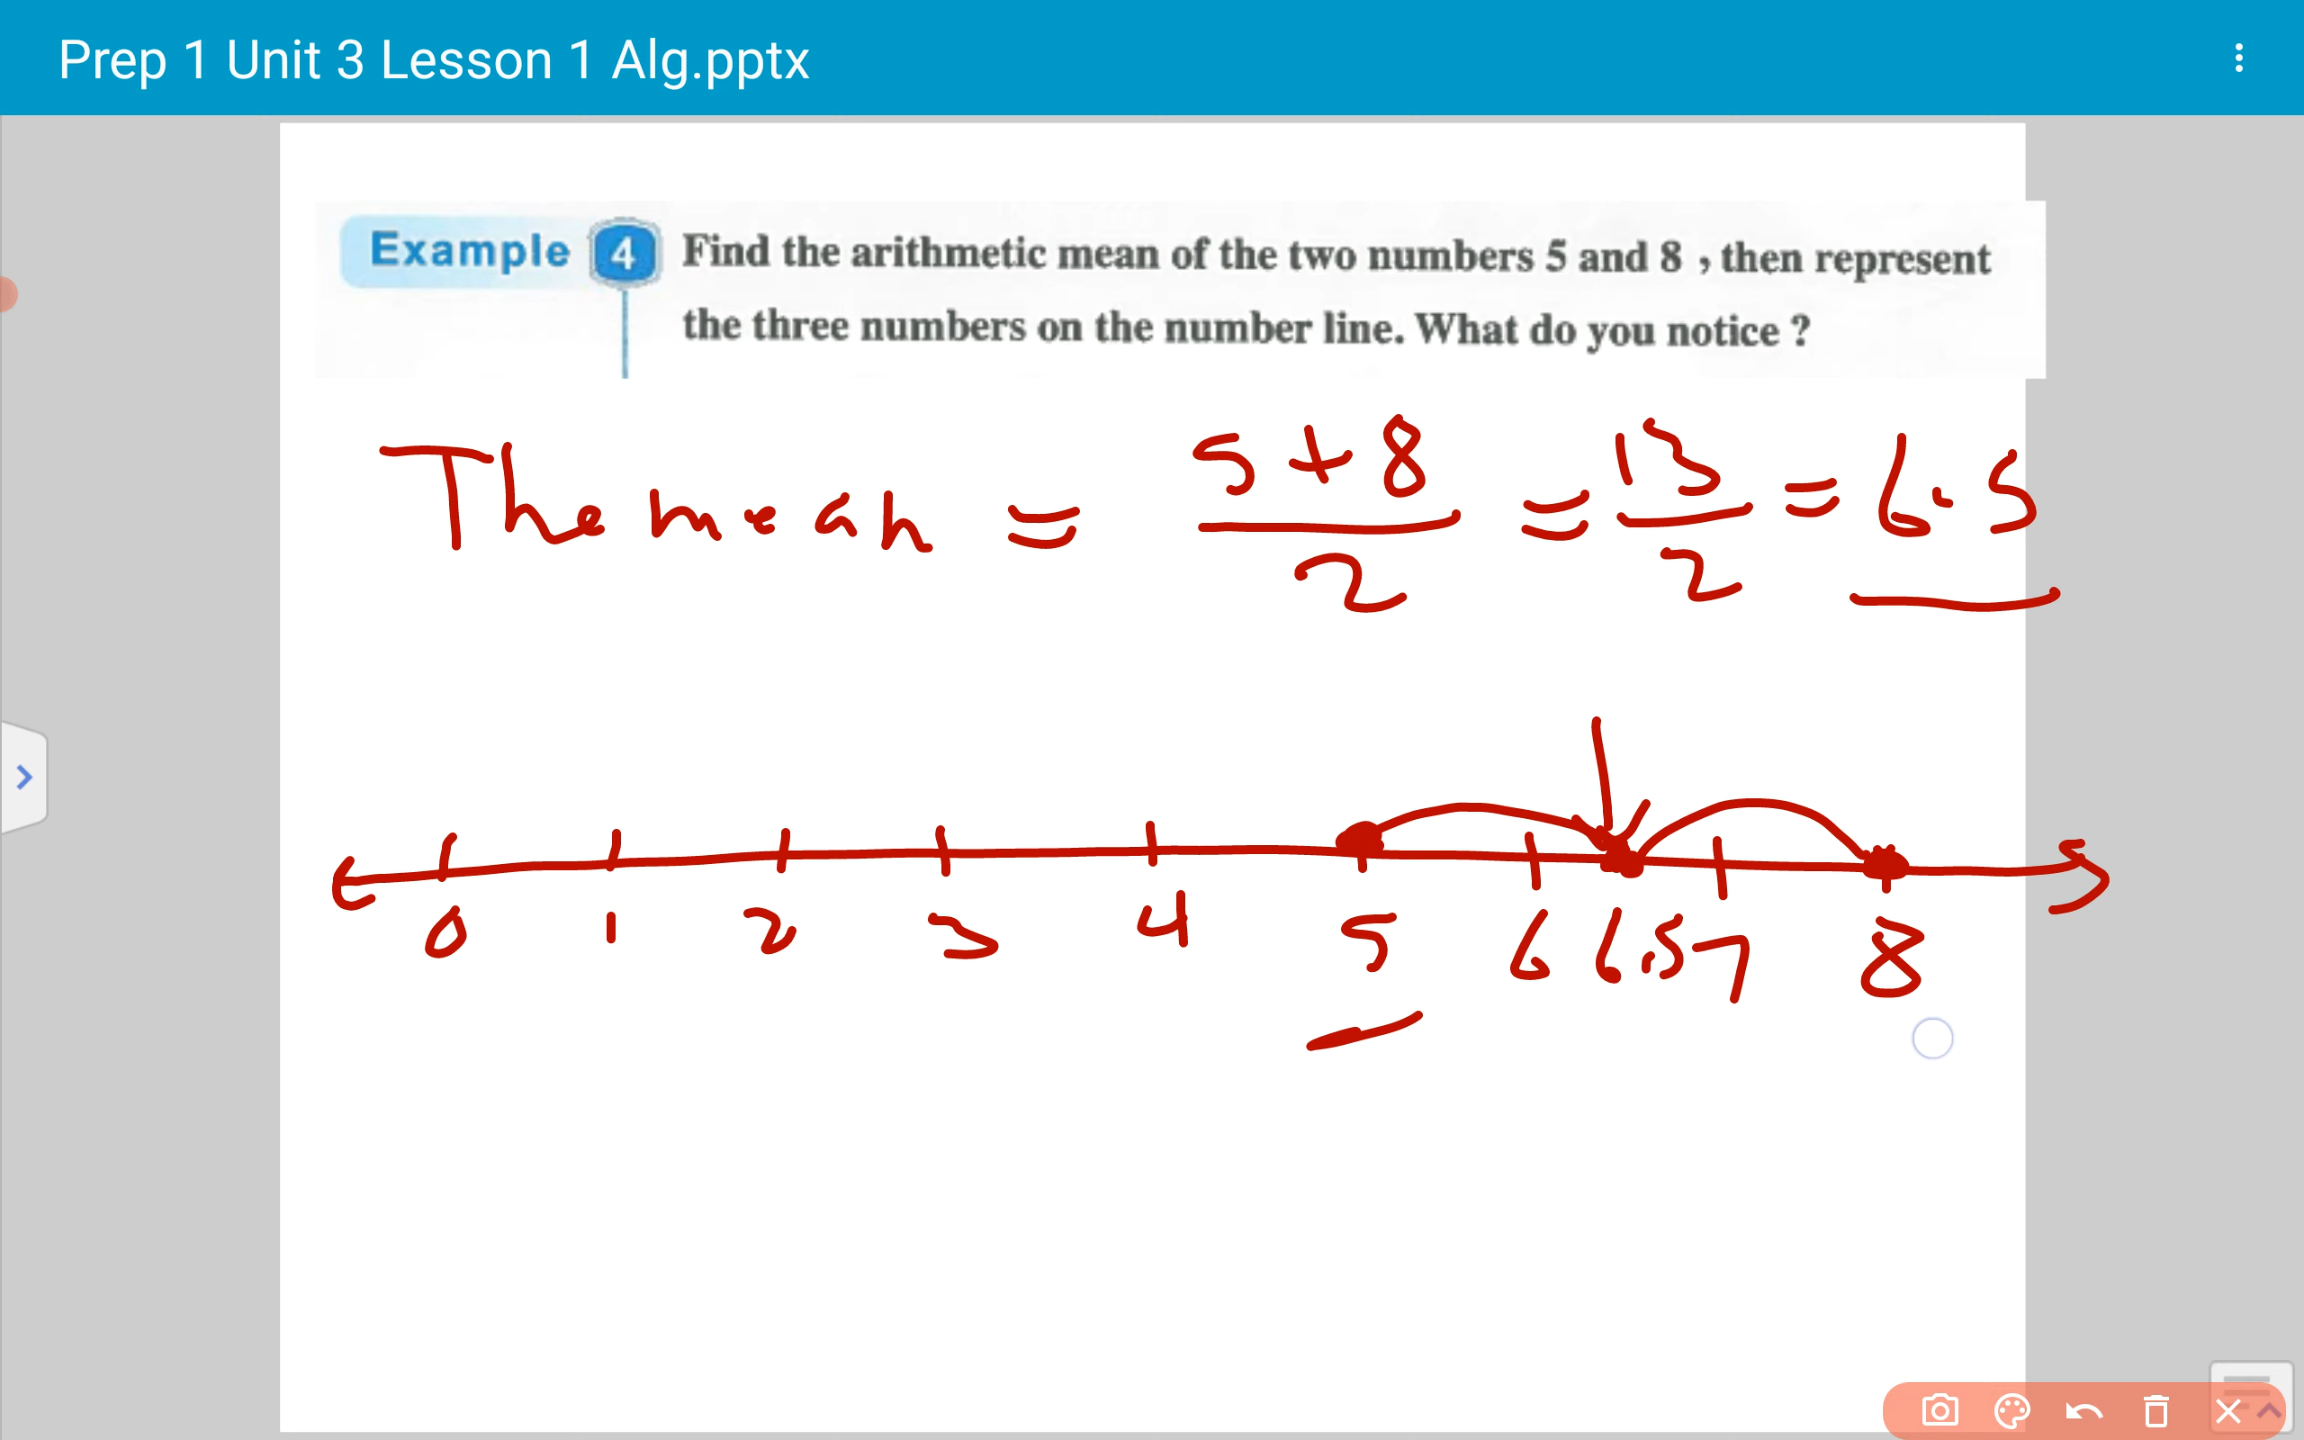 Prep 1 Unit 3 Lesson 1 Alg.pptx
Example 4 Find the arithmetic mean of the two numbers 5 and 8 , then represent
the three numbers on the number line. What do you notice ?
The mean = 5+8/2 = 13/2 = 6.5
0 1 2 3 4 5 6 6.5 7 8